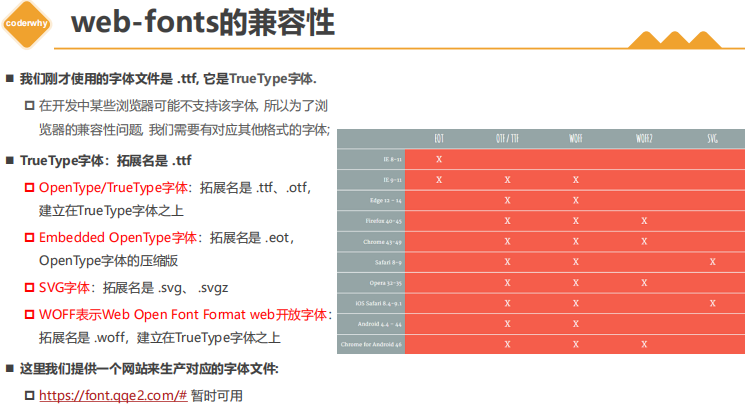 coderwhy
web-fonts的兼容性
我们刚才使用的字体文件是 .ttf, 它是TrueType字体.
在开发中某些浏览器可能不支持该字体, 所以为了浏
览器的兼容性问题, 我们需要有对应其他格式的字体;
TrueType字体：拓展名是 .ttf
OpenType/TrueType字体：拓展名是 .ttf、.otf，
建立在TrueType字体之上
Embedded OpenType字体：拓展名是 .eot，
OpenType字体的压缩版
SVG字体：拓展名是 .svg、 .svgz
WOFF表示Web Open Font Format web开放字体：
拓展名是 .woff，建立在TrueType字体之上
这里我们提供一个网站来生产对应的字体文件:
https://font.qqe2.com/# 暂时可用
EOT OTF / TTF WOFF WOFF2 SVG
IE 8-11 X
IE 9-11 X X X
Edge 12 - 14 X X
Firefox 40-45 X X X
Chrome 43-49 X X X
Safari 8-9 X X X
Opera 32-35 X X X
iOS Safari 8.4-9.1 X X X
Android 4.4 - 44 X X
Chrome for Android 46 X X X